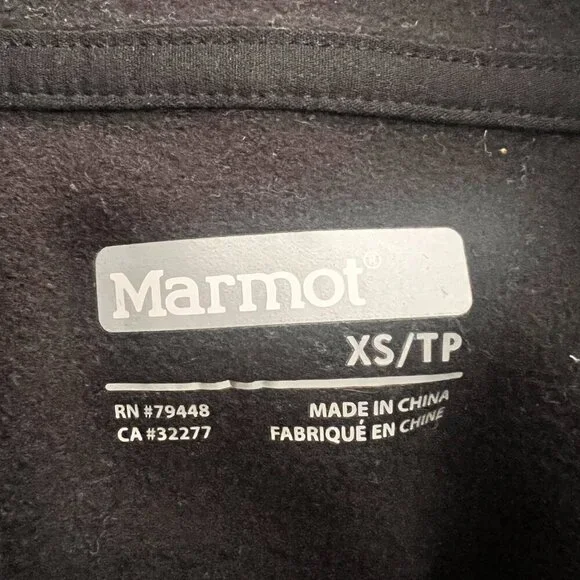 Marmot®
XS/TP
RN #79448
CA #32277
MADE IN CHINA
FABRIQUÉ EN CHINE